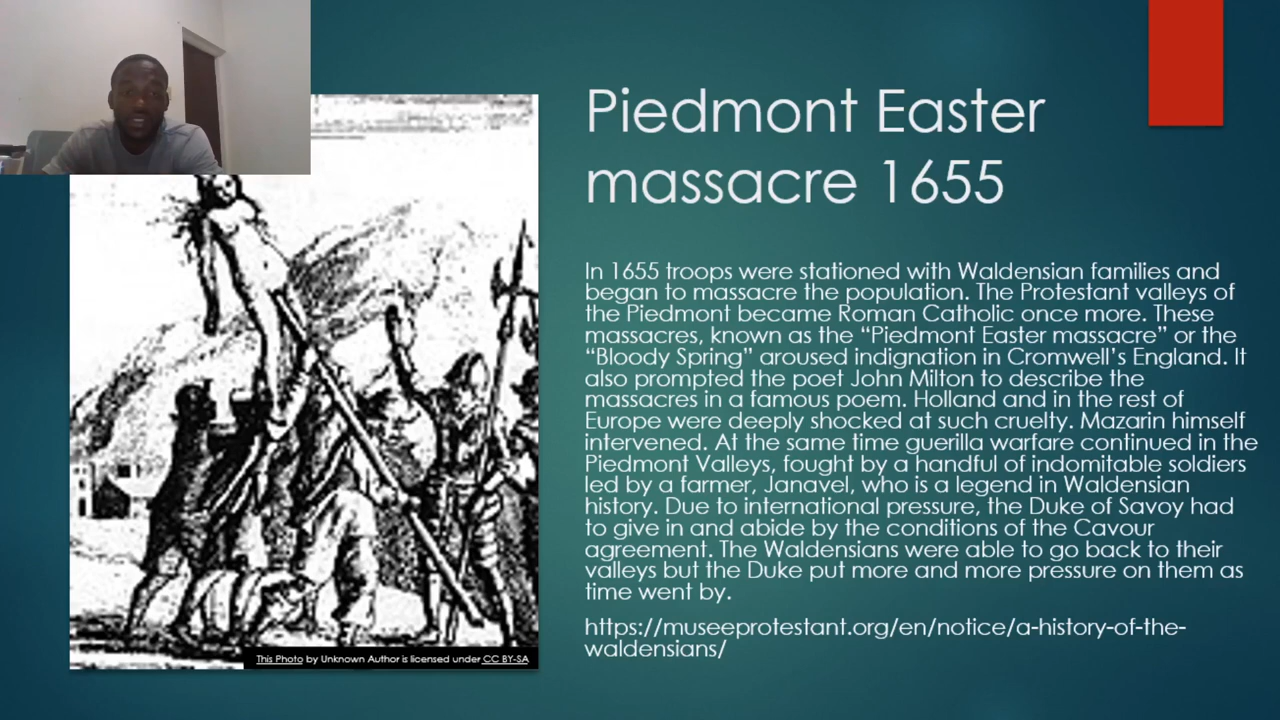 Piedmont Easter
massacre 1655
In 1655 troops were stationed with Waldensian families and
began to massacre the population. The Protestant valleys of
the Piedmont became Roman Catholic once more. These
massacres, known as the “Piedmont Easter massacre” or the
“Bloody Spring” aroused indignation in Cromwell’s England. It
also prompted the poet John Milton to describe the
massacres in a famous poem. Holland and in the rest of
Europe were deeply shocked at such cruelty. Mazarin himself
intervened. At the same time guerilla warfare continued in the
Piedmont Valleys, fought by a handful of indomitable soldiers
led by a farmer, Janavel, who is a legend in Waldensian
history. Due to international pressure, the Duke of Savoy had
to give in and abide by the conditions of the Cavour
agreement. The Waldensians were able to go back to their
valleys but the Duke put more and more pressure on them as
time went by.
https://museeprotestant.org/en/notice/a-history-of-the-
waldensians/
This Photo by Unknown Author is licensed under CC BY-SA